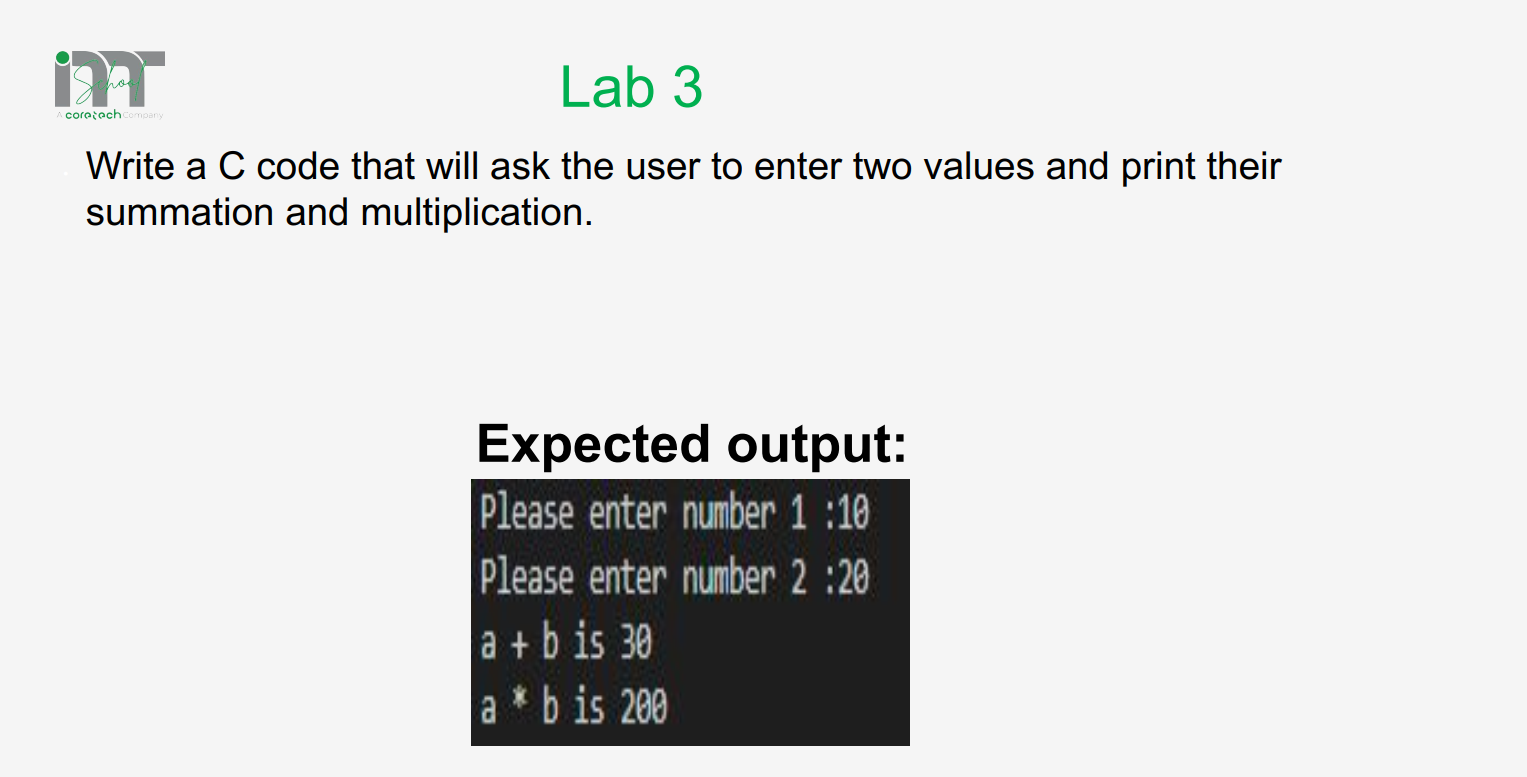 imt
School
A coretech Company
Lab 3
Write a C code that will ask the user to enter two values and print their
summation and multiplication.
Expected output:
Please enter number 1 :10
Please enter number 2 :20
a + b is 30
a * b is 200